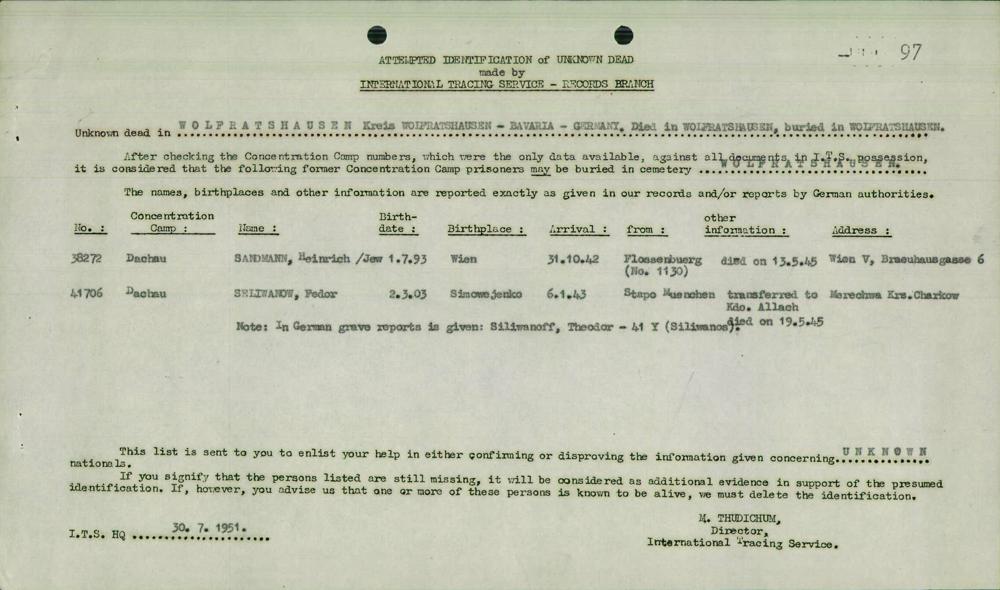 97
ATTEMPTED IDENTIFICATION of UNKNOWN DEAD
made by
INTERNATIONAL TRACING SERVICE - RECORDS BRANCH
Unknown dead in W O L F R A T S H A U S E N Kreis WOLFRATSHAUSEN - BAVARIA - GERMANY. Died in WOLFRATSHAUSEN, buried in WOLFRATSHAUSEN.
After checking the Concentration Camp numbers, which were the only data available, against all documents in I.T.S. possession,
it is considered that the following former Concentration Camp prisoners may be buried in cemetery W O L F R A T S H A U S E N.
The names, birthplaces and other information are reported exactly as given in our records and/or reports by German authorities.
No. : Concentration Camp : Name : Birth-date : Birthplace : Arrival : from : other information : Address :
38272 Dachau SANDMANN, Heinrich /Jew 1.7.93 Wien 31.10.42 Flossenbuerg died on 13.5.45 Wien V, Braeuhausgasse 6
(No. 1130)
41706 Dachau SELIWANOW, Fedor 2.3.03 Simowejenko 6.1.43 Stapo Muenchen transferred to Merechwa Krs.Charkow
Kdo. Allach
died on 19.5.45
Note: In German grave reports is given: Siliwanoff, Theodor - 41 Y (Siliwanos).
This list is sent to you to enlist your help in either confirming or disproving the information given concerning U N K N O W N
nationals.
If you signify that the persons listed are still missing, it will be considered as additional evidence in support of the presumed
identification. If, however, you advise us that one or more of these persons is known to be alive, we must delete the identification.
M. THUDICHUM,
Director,
International Tracing Service.
I.T.S. HQ 30. 7. 1951.